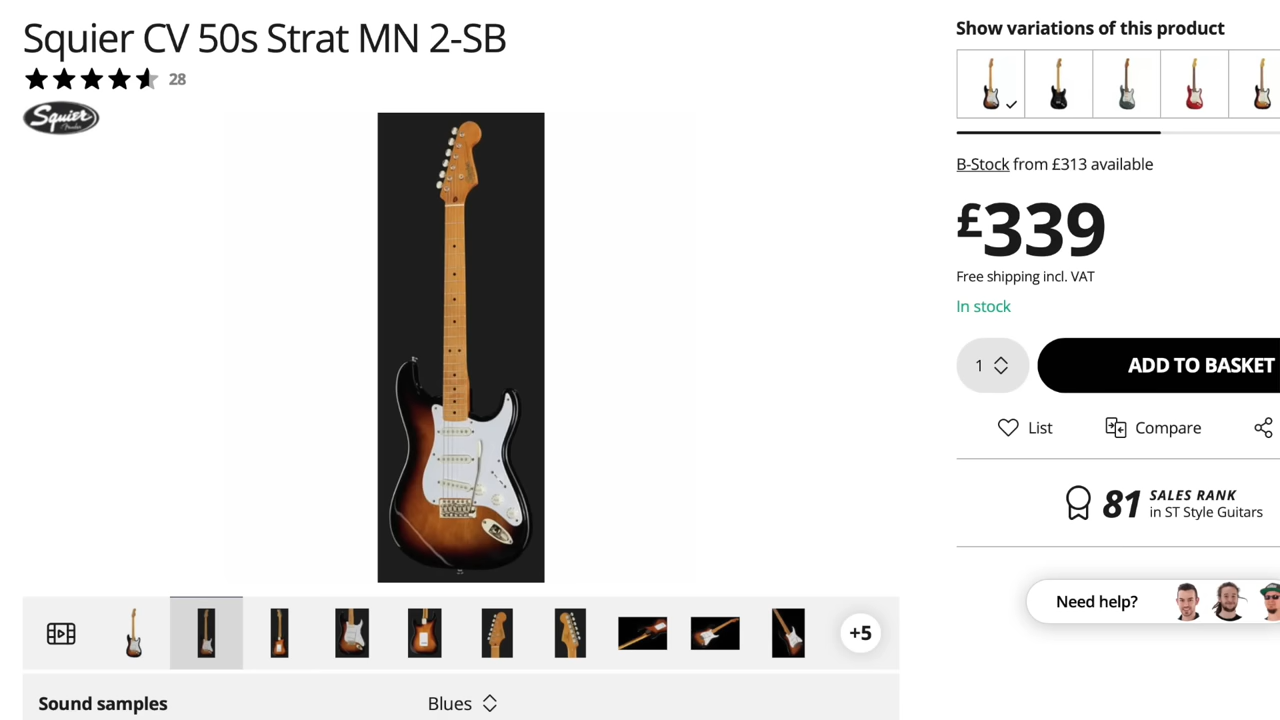 Squier CV 50s Strat MN 2-SB
28
Squier
Show variations of this product
B-Stock from £313 available
£339
Free shipping incl. VAT
In stock
1
ADD TO BASKET
List
Compare
81
SALES RANK
in ST Style Guitars
Need help?
+5
Sound samples
Blues